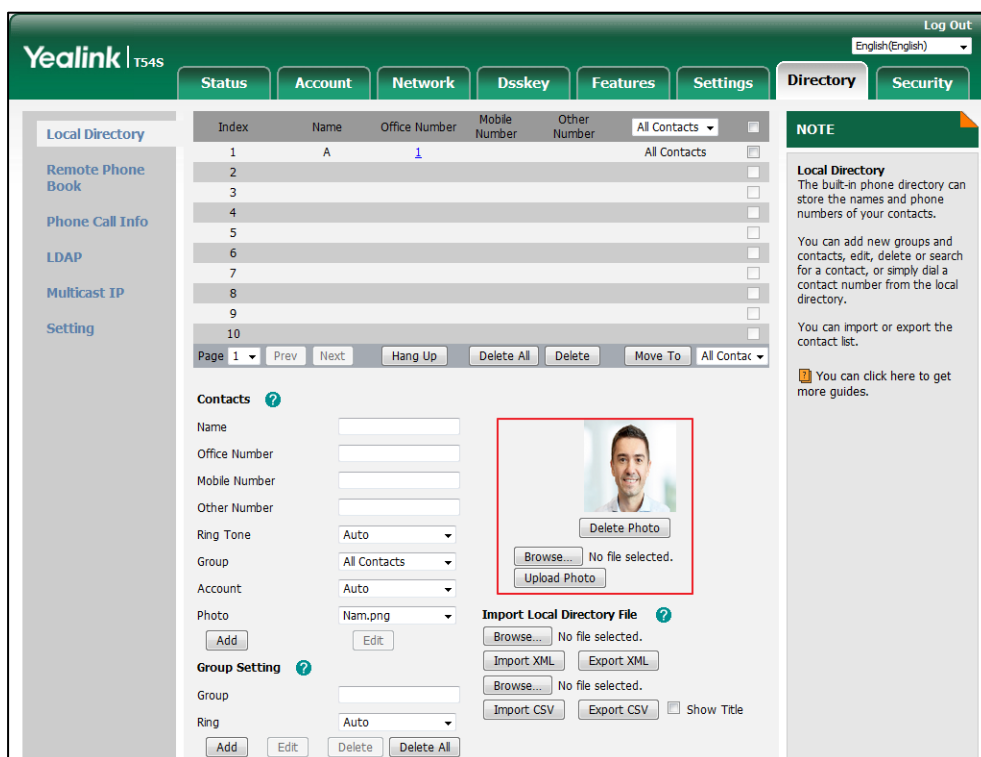 Log Out
Yealink T54S
English(English)
Status Account Network Dsskey Features Settings Directory Security
Local Directory
Remote Phone
Book
Phone Call Info
LDAP
Multicast IP
Setting
Index Name Office Number Mobile Number Other Number All Contacts
1 A 1 All Contacts
2
3
4
5
6
7
8
9
10
Page 1 Prev Next Hang Up Delete All Delete Move To All Contac
Contacts ?
Name
Office Number
Mobile Number
Other Number
Ring Tone Auto
Group All Contacts
Account Auto
Photo Nam.png
Add Edit
Group Setting ?
Group
Ring Auto
Add Edit Delete Delete All
Delete Photo
Browse... No file selected.
Upload Photo
Import Local Directory File ?
Browse... No file selected.
Import XML Export XML
Browse... No file selected.
Import CSV Export CSV Show Title
NOTE
Local Directory
The built-in phone directory can
store the names and phone
numbers of your contacts.
You can add new groups and
contacts, edit, delete or search
for a contact, or simply dial a
contact number from the local
directory.
You can import or export the
contact list.
? You can click here to get
more guides.